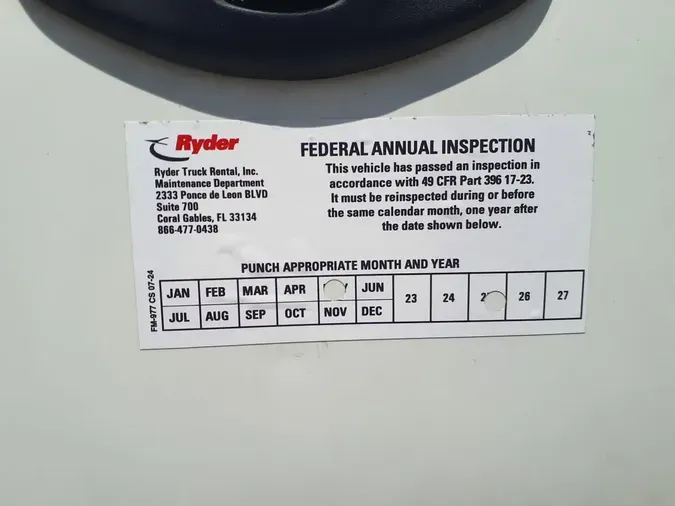 Ryder
Ryder Truck Rental, Inc.
Maintenance Department
2333 Ponce de Leon BLVD
Suite 700
Coral Gables, FL 33134
866-477-0438
FEDERAL ANNUAL INSPECTION
This vehicle has passed an inspection in
accordance with 49 CFR Part 396 17-23.
It must be reinspected during or before
the same calendar month, one year after
the date shown below.
PUNCH APPROPRIATE MONTH AND YEAR
FM-977 CS 07-24
JAN FEB MAR APR JUN 23 24 26 27
JUL AUG SEP OCT NOV DEC